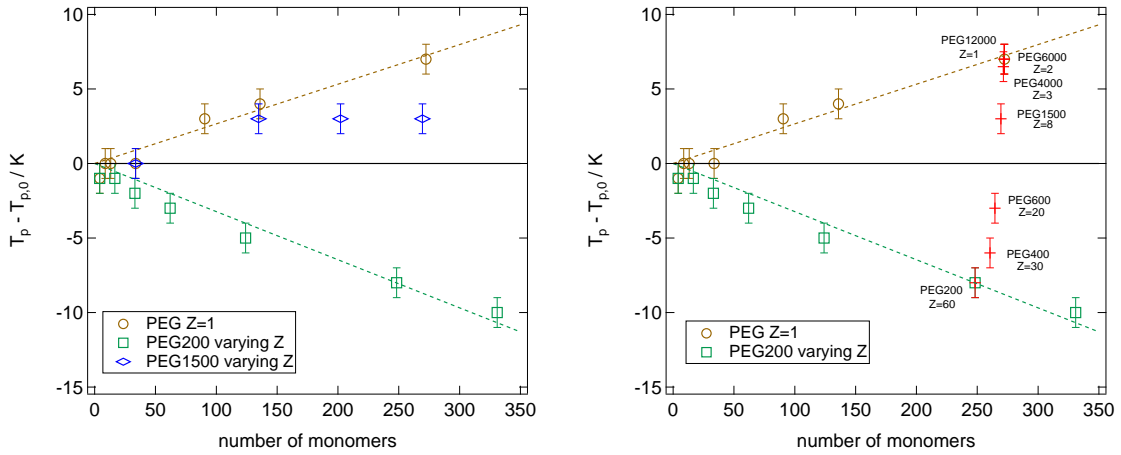 10
5
0
-5
-10
-15
T_p - T_p,0 / K
PEG Z=1
PEG200 varying Z
PEG1500 varying Z
0
50
100
150
200
250
300
350
number of monomers
10
5
0
-5
-10
-15
T_p - T_p,0 / K
PEG12000
Z=1
PEG6000
Z=2
PEG4000
Z=3
PEG1500
Z=8
PEG600
Z=20
PEG400
Z=30
PEG200
Z=60
PEG Z=1
PEG200 varying Z
0
50
100
150
200
250
300
350
number of monomers